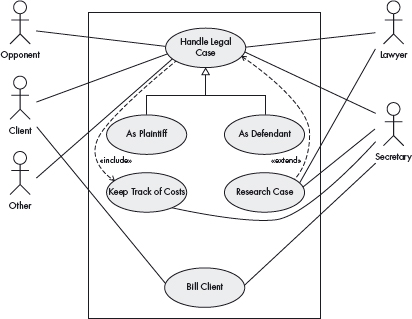 Handle Legal
Case
Opponent
Lawyer
Client
As Plaintiff
As Defendant
«include»
«extend»
Secretary
Other
Keep Track of Costs
Research Case
Bill Client